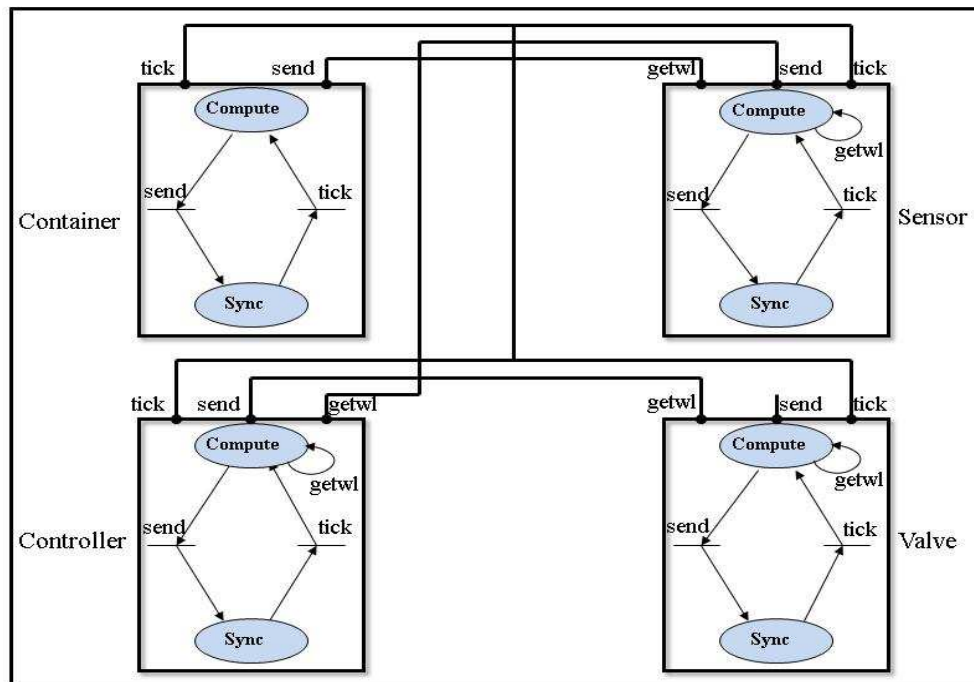 tick send getwl send tick
Compute Compute
getwl
send tick send tick
Container Sensor
Sync Sync
tick send getwl getwl send tick
Compute Compute
getwl getwl
send tick send tick
Controller Valve
Sync Sync